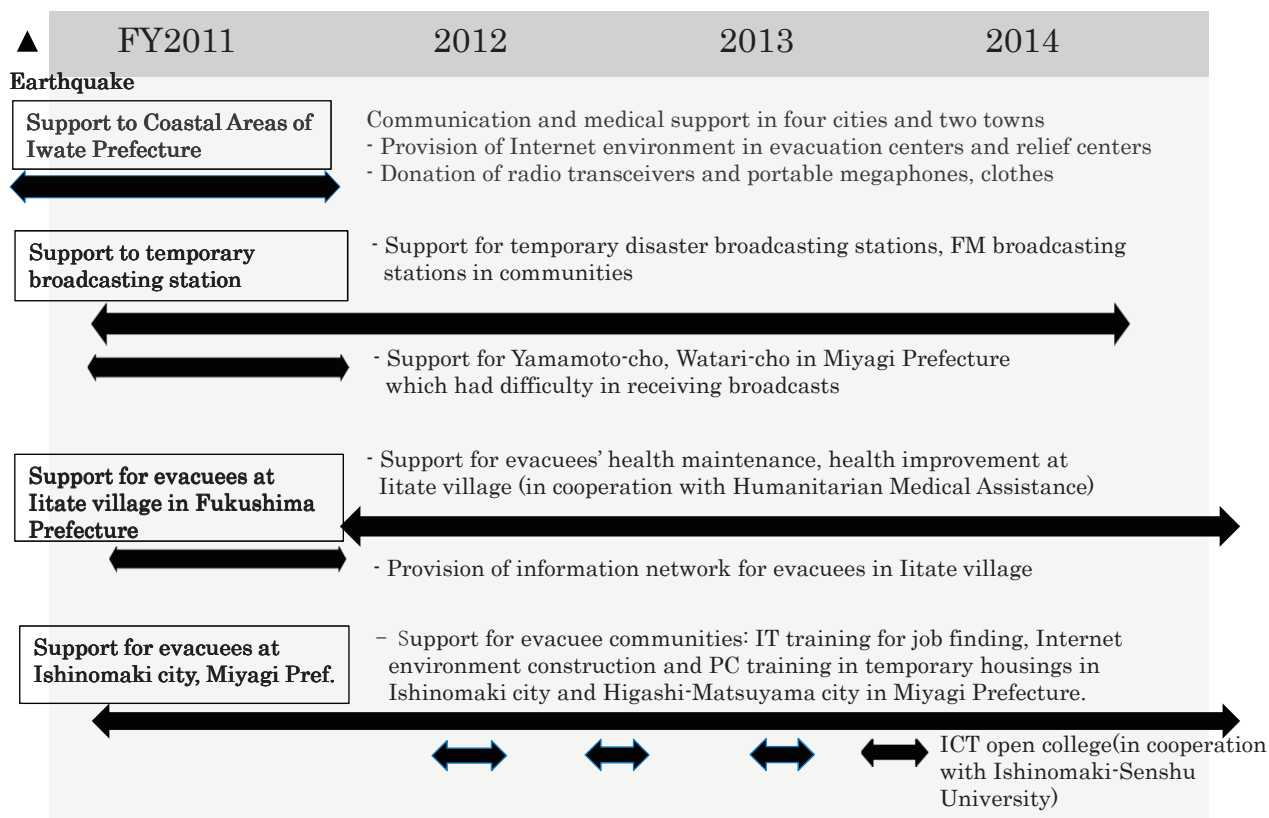 ▲ FY2011 2012 2013 2014
Earthquake
Support to Coastal Areas of
Iwate Prefecture
Communication and medical support in four cities and two towns
- Provision of Internet environment in evacuation centers and relief centers
- Donation of radio transceivers and portable megaphones, clothes
Support to temporary
broadcasting station
- Support for temporary disaster broadcasting stations, FM broadcasting
stations in communities
- Support for Yamamoto-cho, Watari-cho in Miyagi Prefecture
which had difficulty in receiving broadcasts
Support for evacuees at
Iitate village in Fukushima
Prefecture
- Support for evacuees’ health maintenance, health improvement at
Iitate village (in cooperation with Humanitarian Medical Assistance)
- Provision of information network for evacuees in Iitate village
Support for evacuees at
Ishinomaki city, Miyagi Pref.
– Support for evacuee communities: IT training for job finding, Internet
environment construction and PC training in temporary housings in
Ishinomaki city and Higashi-Matsuyama city in Miyagi Prefecture.
ICT open college(in cooperation
with Ishinomaki-Senshu
University)